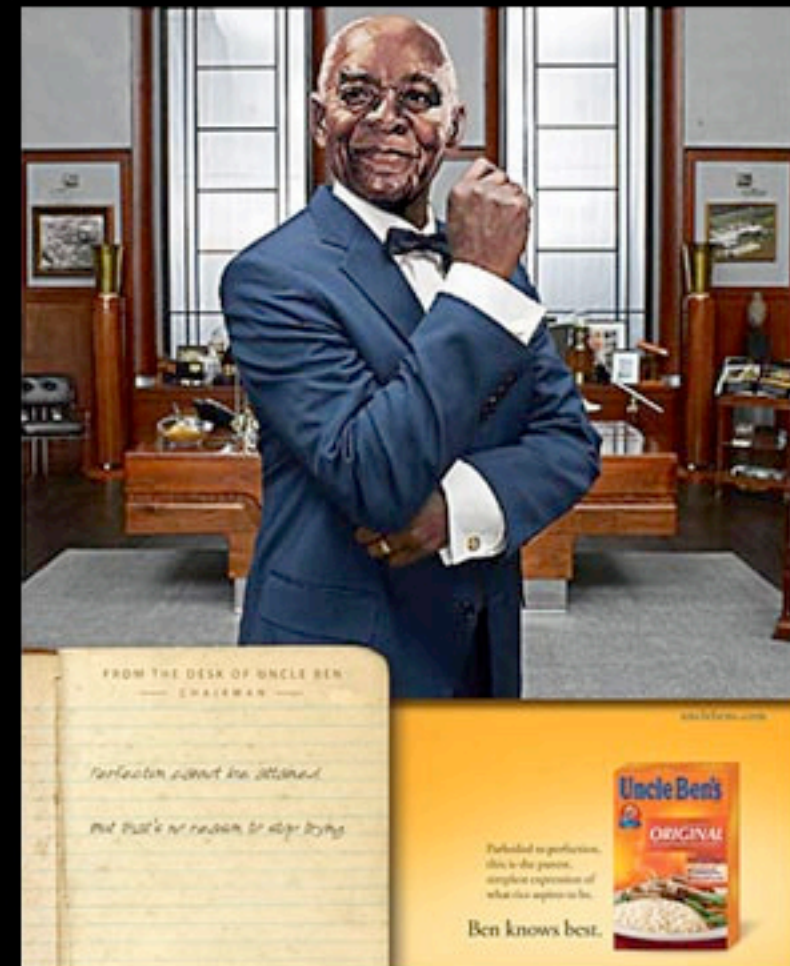 FROM THE DESK OF UNCLE BEN
CHAIRMAN
Perfection cannot be attained.
But that's no reason to stop trying.
unclebens.com
Uncle Ben's
ORIGINAL
Parboiled to perfection,
this is the purest,
simplest expression of
what rice aspires to be.
Ben knows best.